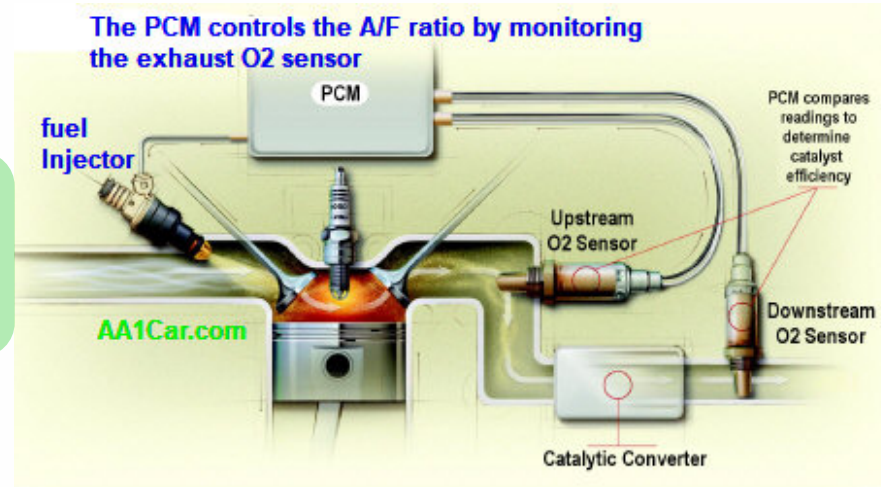 The PCM controls the A/F ratio by monitoring
the exhaust O2 sensor
PCM
fuel
Injector
PCM compares
readings to
determine
catalyst
efficiency
Upstream
O2 Sensor
AA1Car.com
Downstream
O2 Sensor
Catalytic Converter